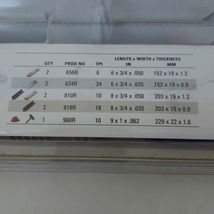 LENGTH x WIDTH x THICKNESS
QTY PROD NO TPI IN MM
2 656R 6 6 x 3/4 x .050 152 x 19 x 1.3
2 624R 24 6 x 3/4 x .035 152 x 19 x 0.9
2 810R 10 8 x 3/4 x .050 203 x 19 x 1.3
2 818R 18 8 x 3/4 x .035 203 x 19 x 0.9
1 960R 10 9 x 1 x .062 229 x 22 x 1.6